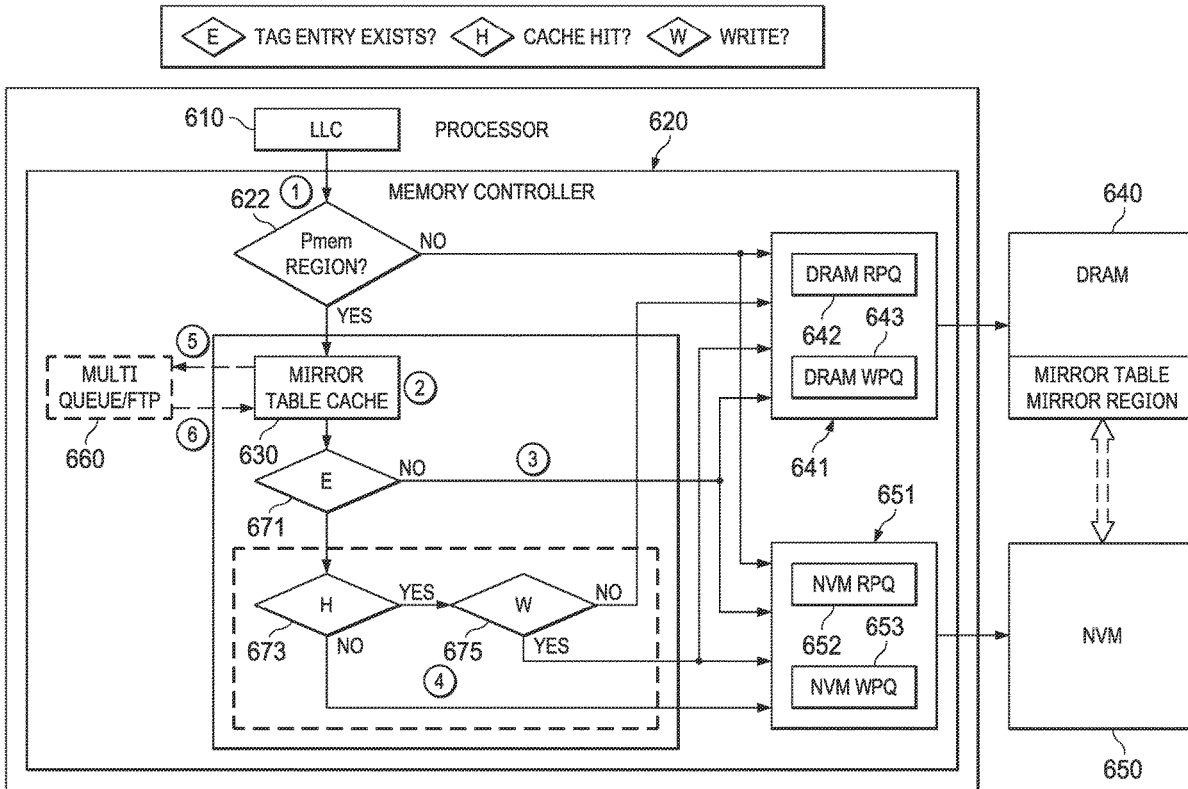 E TAG ENTRY EXISTS? H CACHE HIT? W WRITE?
610
LLC
PROCESSOR
620
1
MEMORY CONTROLLER
622
640
Pmem
REGION?
NO
YES
DRAM RPQ
642
643
DRAM WPQ
641
DRAM
MIRROR TABLE
MIRROR REGION
5
MULTI
QUEUE/FTP
660
6
MIRROR
TABLE CACHE
2
630
E
NO
3
671
651
H
YES
W
NO
673
NO
675
YES
4
NVM RPQ
652
653
NVM WPQ
NVM
650